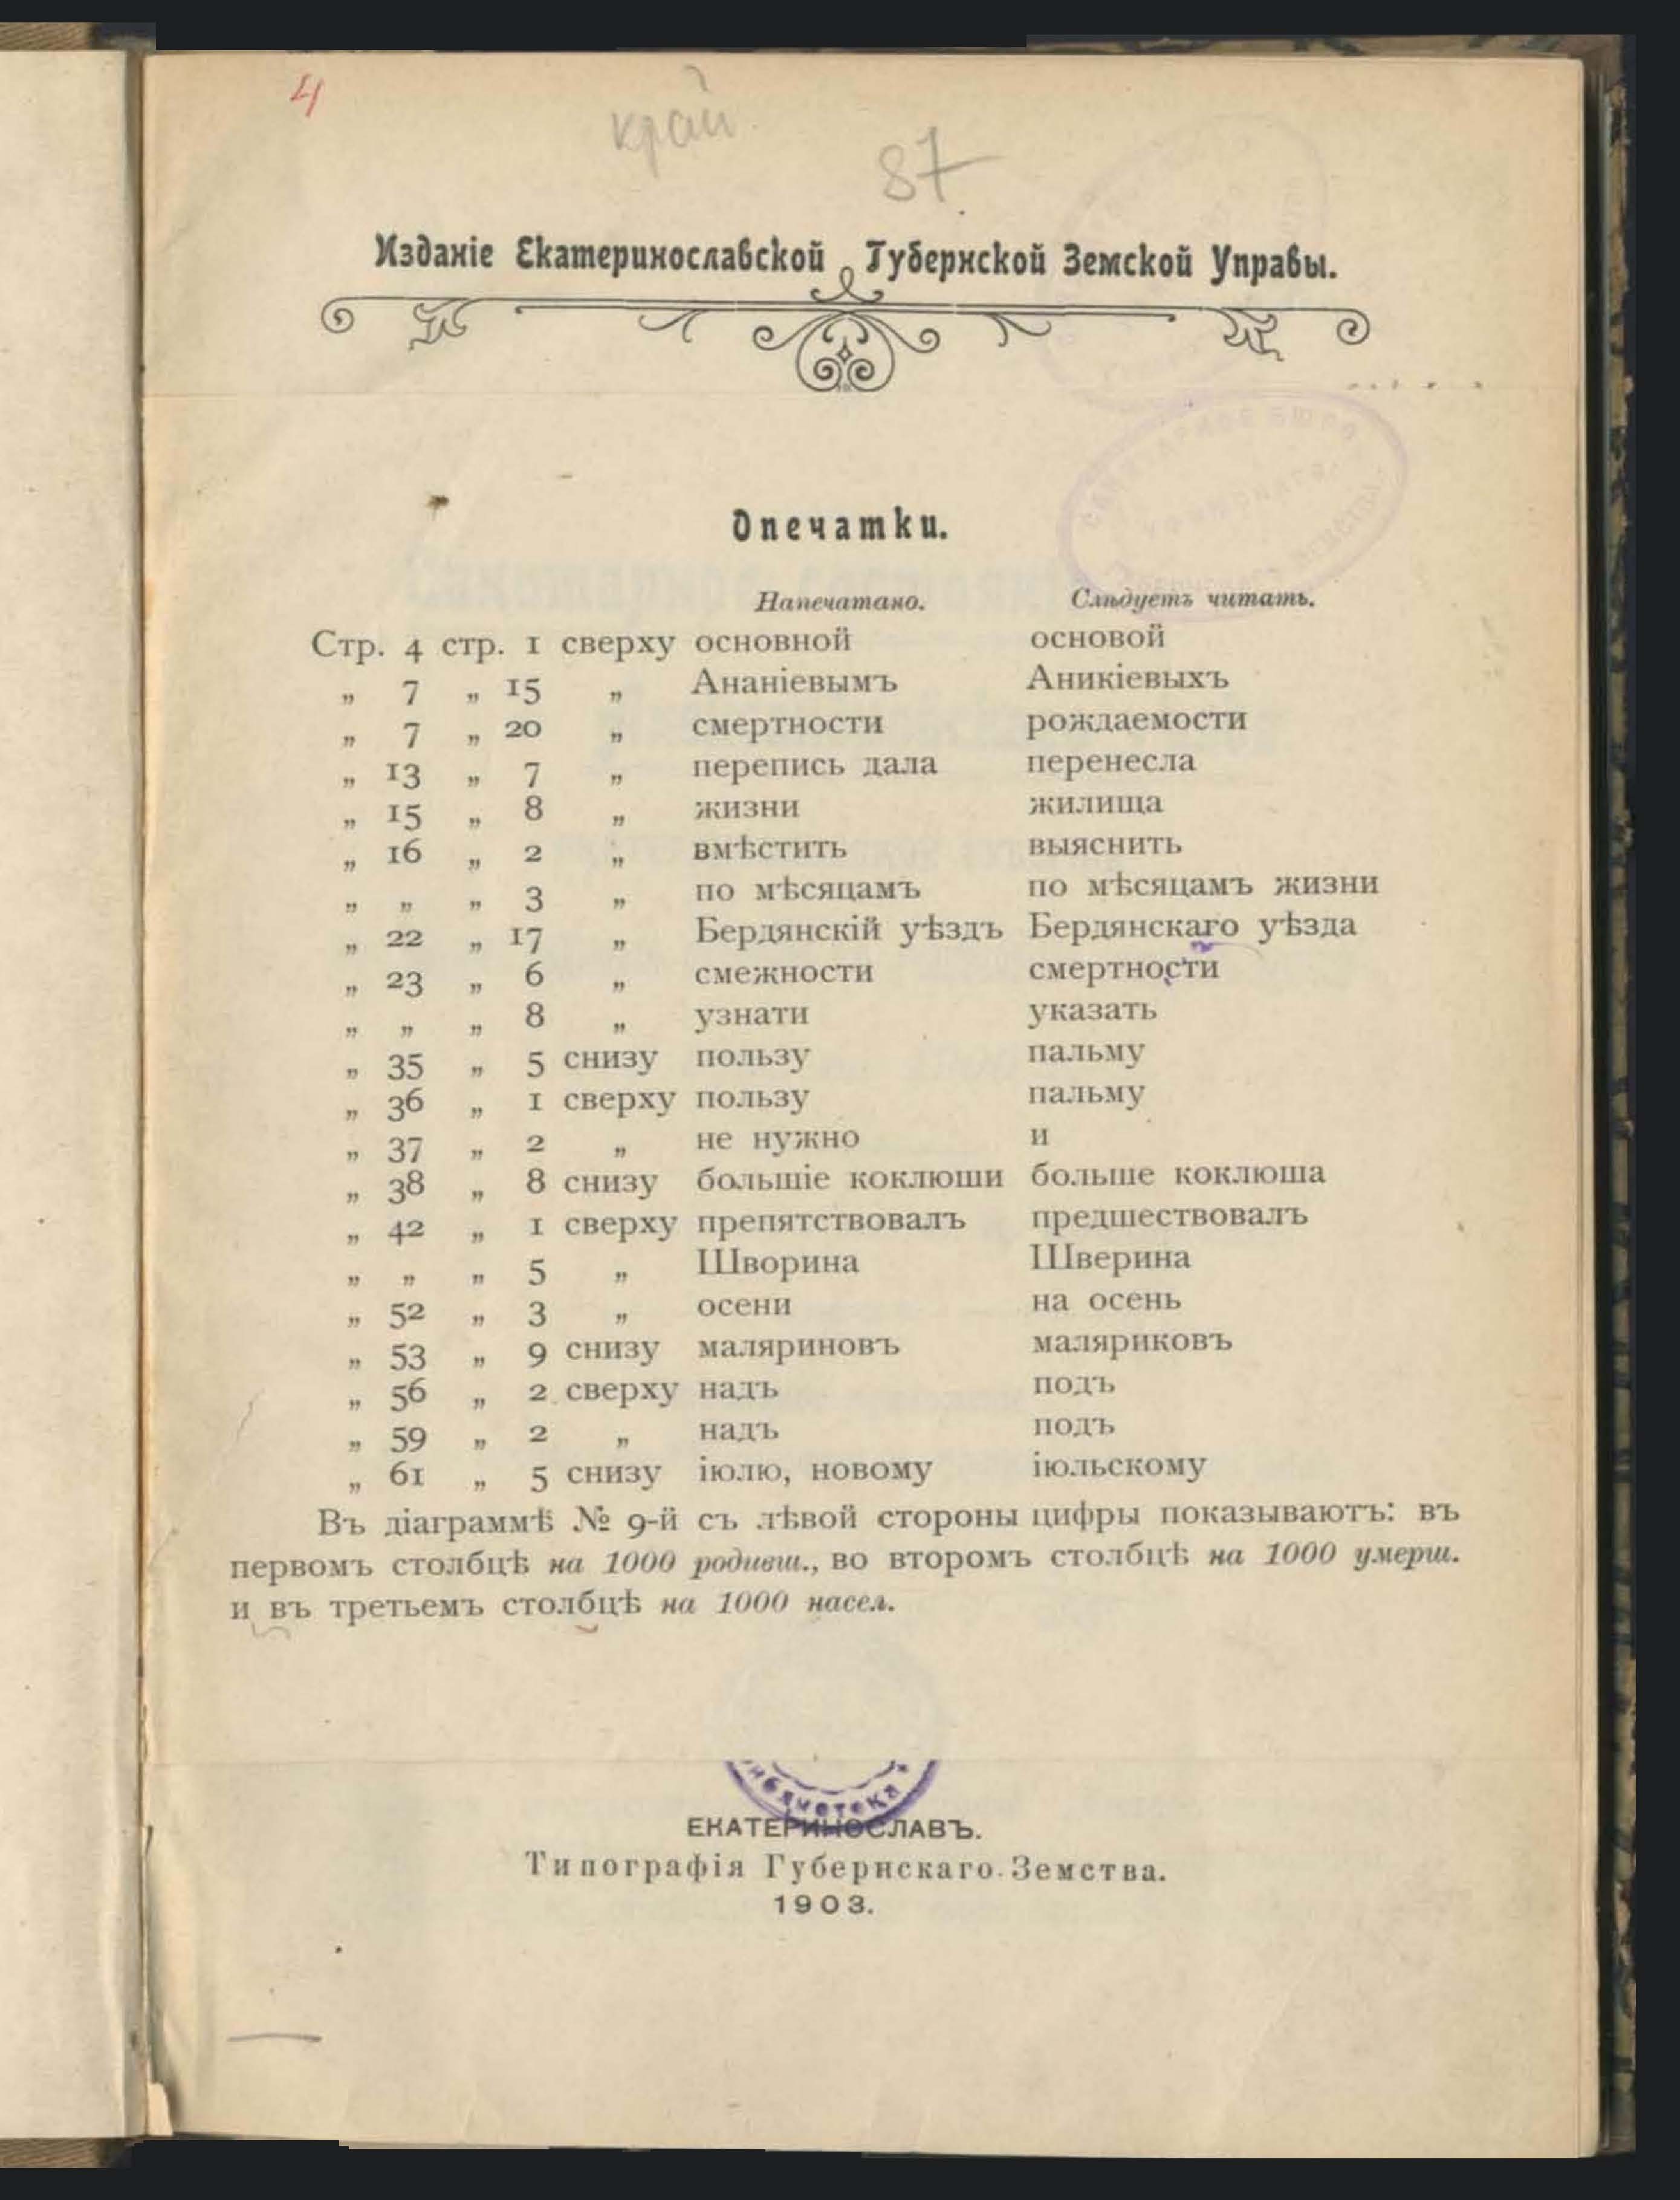 4
край
87
Изданіе Екатеринославской Губернской Земской Управы.
Опечатки.
Напечатано. Слѣдуетъ читать.
Стр. 4 стр. 1 сверху основной основой
„ 7 „ 15 „ Ананіевымъ Аникіевыхъ
„ 7 „ 20 „ смертности рождаемости
„ 13 „ 7 „ перепись дала перенесла
„ 15 „ 8 „ жизни жилища
„ 16 „ 2 „ вмѣстить выяснить
„ „ „ 3 „ по мѣсяцамъ по мѣсяцамъ жизни
„ 22 „ 17 „ Бердянскій уѣздъ Бердянскаго уѣзда
„ 23 „ 6 „ смежности смертности
„ „ „ 8 „ узнати указать
„ 35 „ 5 снизу пользу пальму
„ 36 „ 1 сверху пользу пальму
„ 37 „ 2 „ не нужно и
„ 38 „ 8 снизу большіе коклюши больше коклюша
„ 42 „ 1 сверху препятствовалъ предшествовалъ
„ „ „ 5 „ Шворина Шверина
„ 52 „ 3 „ осени на осень
„ 53 „ 9 снизу маляриновъ маляриковъ
„ 56 „ 2 сверху надъ подъ
„ 59 „ 2 „ надъ подъ
„ 61 „ 5 снизу іюлю, новому іюльскому
Въ діаграммѣ № 9-й съ лѣвой стороны цифры показываютъ: въ
первомъ столбцѣ на 1000 родивш., во второмъ столбцѣ на 1000 умерш.
и въ третьемъ столбцѣ на 1000 насел.
ЕКАТЕРИНОСЛАВЪ.
Типографія Губернскаго Земства.
1903.